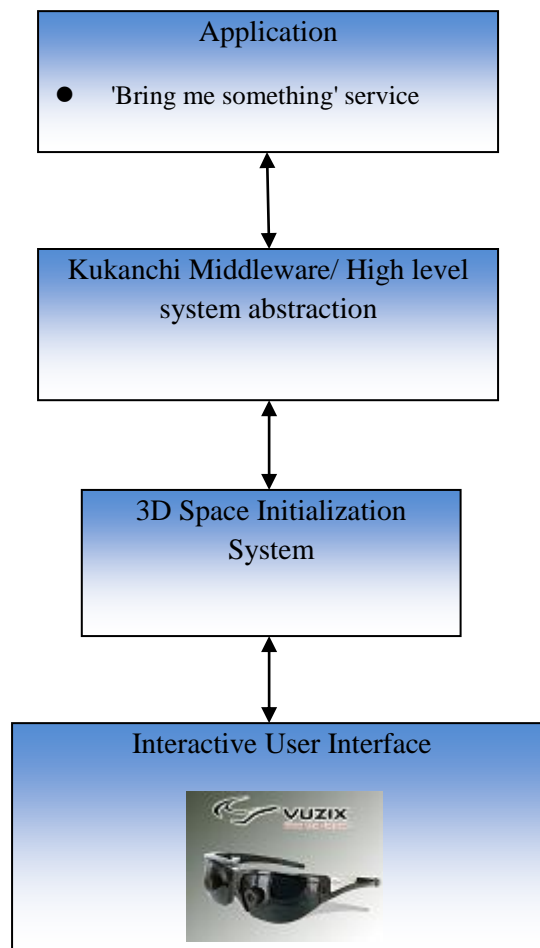 Application
● 'Bring me something' service
Kukanchi Middleware/ High level
system abstraction
3D Space Initialization
System
Interactive User Interface
VUZIX